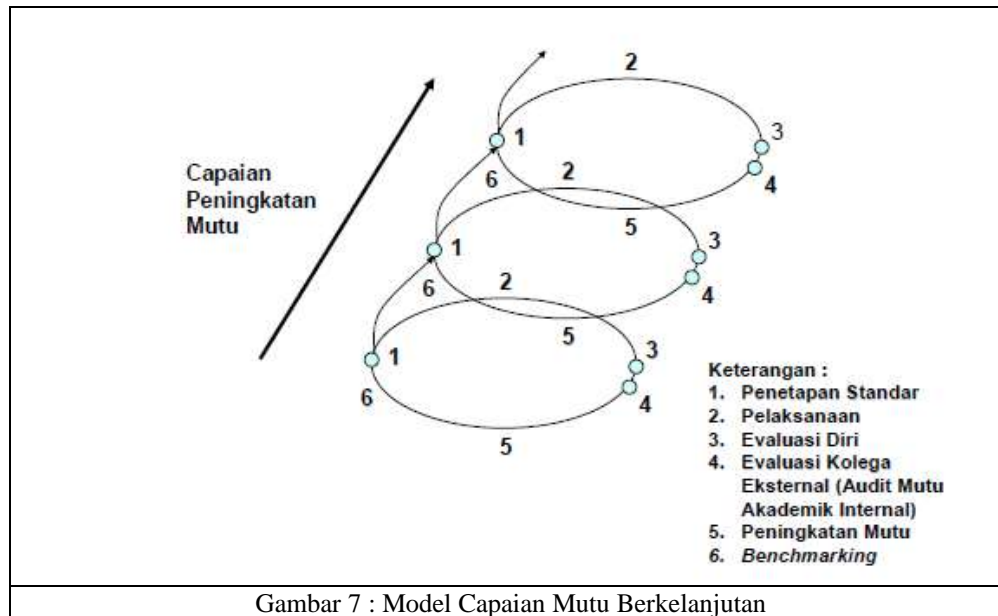 2
1
3
4
Capaian
Peningkatan
Mutu
6
2
5
1
3
4
6
2
5
1
3
4
6
5
Keterangan :
1. Penetapan Standar
2. Pelaksanaan
3. Evaluasi Diri
4. Evaluasi Kolega
Eksternal (Audit Mutu
Akademik Internal)
5. Peningkatan Mutu
6. Benchmarking
Gambar 7 : Model Capaian Mutu Berkelanjutan